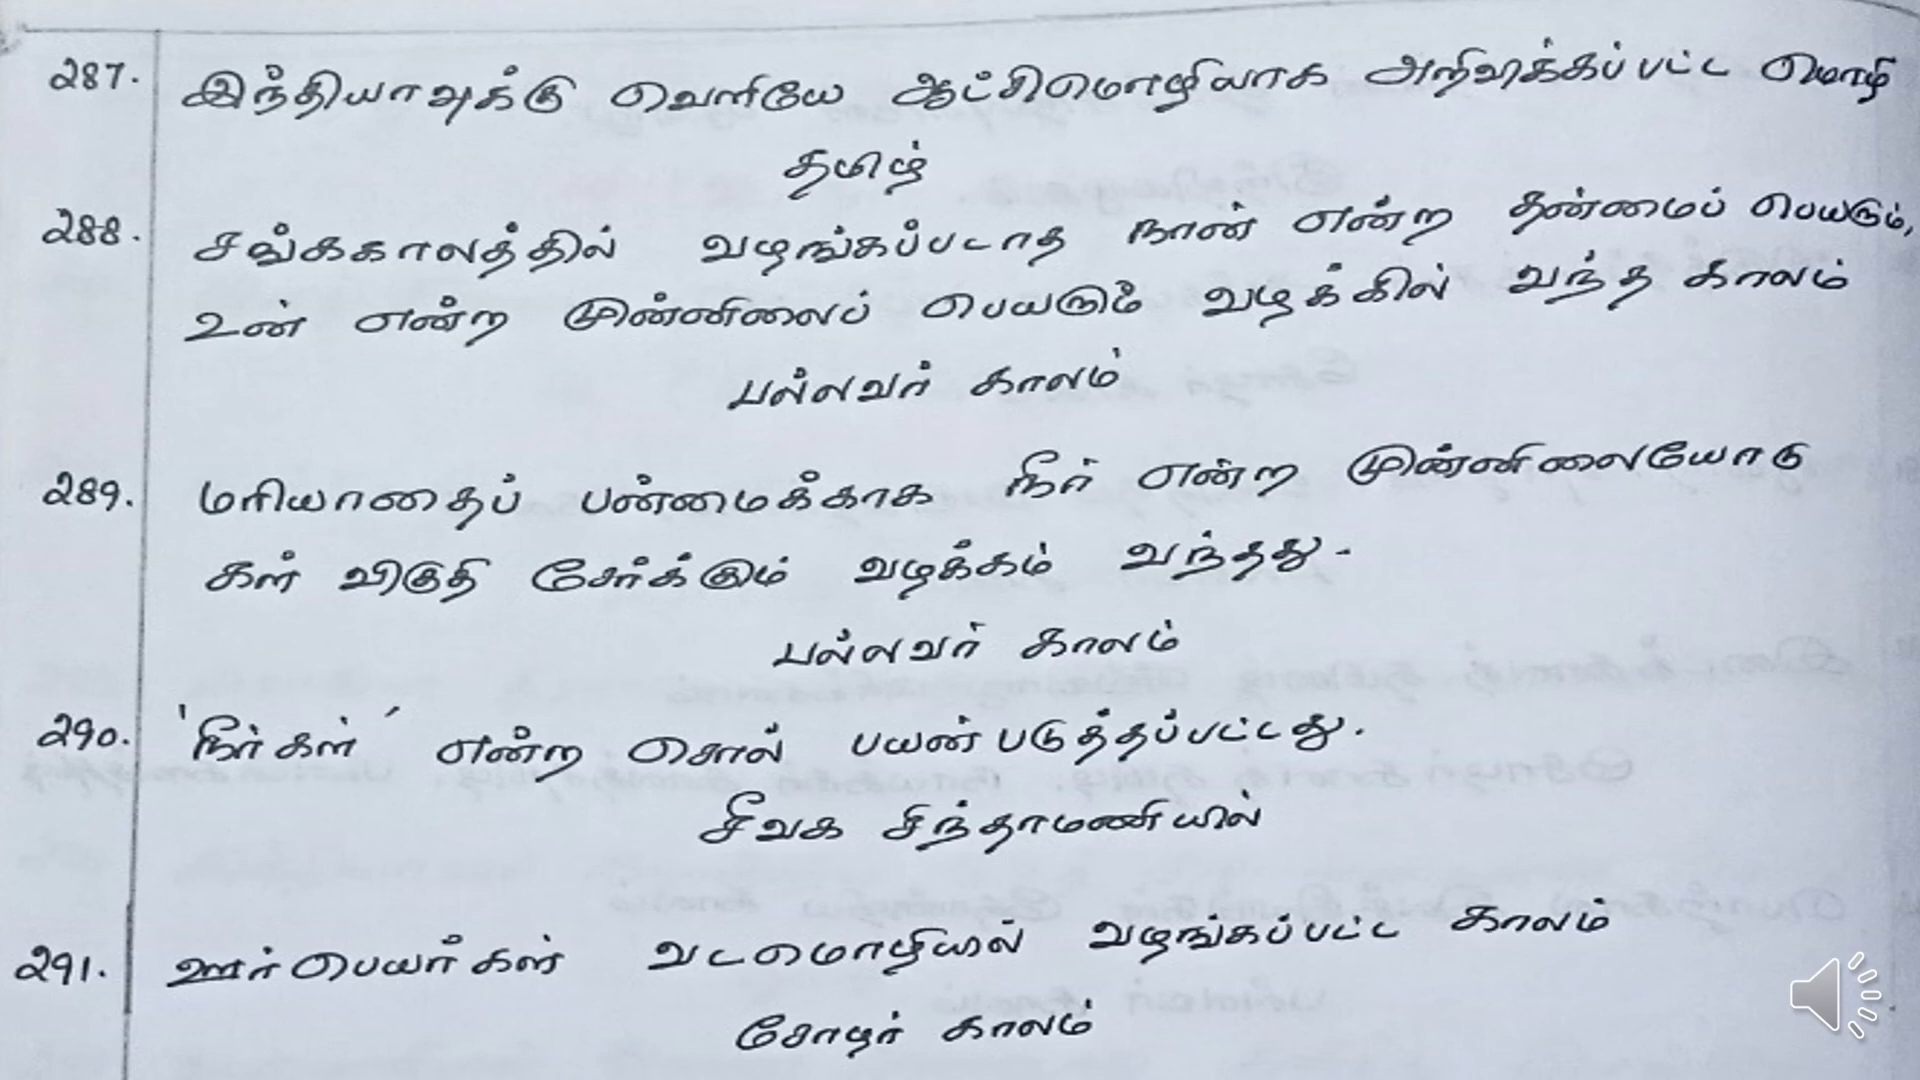 287. இந்தியாவுக்கு வெளியே ஆட்சிமொழியாக அறிவிக்கப்பட்ட மொழி
தமிழ்
288. சங்ககாலத்தில் வழங்கப்படாத நான் என்ற தன்மைப் பெயரும்,
உன் என்ற முன்னிலைப் பெயரும் வழக்கில் வந்த காலம்
பல்லவர் காலம்
289. மரியாதைப் பன்மைக்காக நீர் என்ற முன்னிலையோடு
கள் விகுதி சேர்க்கும் வழக்கம் வந்தது.
பல்லவர் காலம்
290. 'நீர்கள்' என்ற சொல் பயன்படுத்தப்பட்டது.
சீவக சிந்தாமணியில்
291. ஊர்பெயர்கள் வடமொழியில் வழங்கப்பட்ட காலம்
சோழர் காலம்